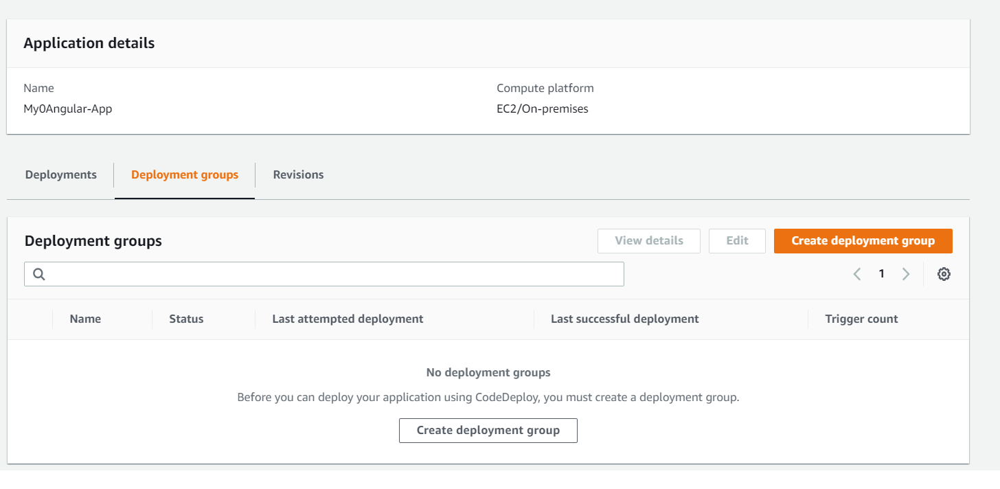 Application details
Name
Compute platform
My0Angular-App
EC2/On-premises
Deployments
Deployment groups
Revisions
Deployment groups
View details
Edit
Create deployment group
1
Name
Status
Last attempted deployment
Last successful deployment
Trigger count
No deployment groups
Before you can deploy your application using CodeDeploy, you must create a deployment group.
Create deployment group